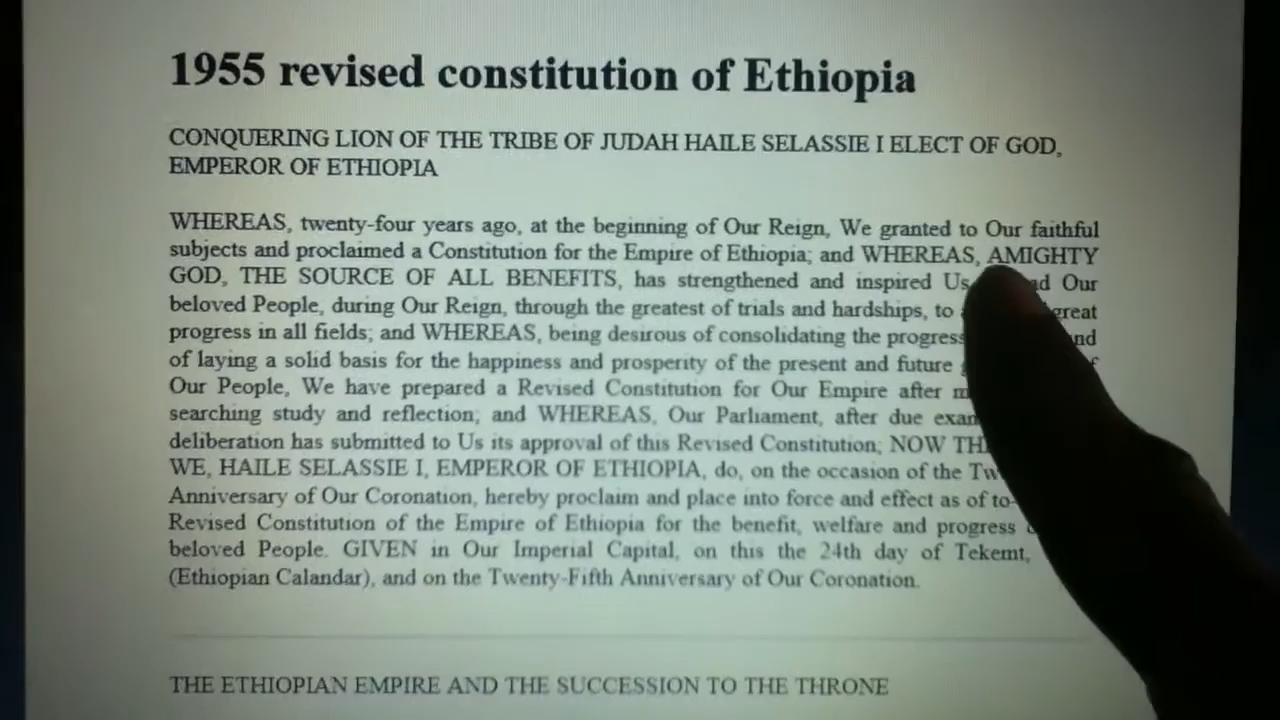 1955 revised constitution of Ethiopia
CONQUERING LION OF THE TRIBE OF JUDAH HAILE SELASSIE I ELECT OF GOD,
EMPEROR OF ETHIOPIA
WHEREAS, twenty-four years ago, at the beginning of Our Reign, We granted to Our faithful
subjects and proclaimed a Constitution for the Empire of Ethiopia; and WHEREAS, AMIGHTY
GOD, THE SOURCE OF ALL BENEFITS, has strengthened and inspired Us Our
beloved People, during Our Reign, through the greatest of trials and hardships, to great
progress in all fields; and WHEREAS, being desirous of consolidating the
of laying a solid basis for the happiness and prosperity of the present and future
Our People, We have prepared a Revised Constitution for Our Empire after
searching study and reflection; and WHEREAS, Our Parliament, after due
deliberation has submitted to Us its approval of this Revised Constitution; NOW
WE, HAILE SELASSIE I, EMPEROR OF ETHIOPIA, do, on the occasion of the
Anniversary of Our Coronation, hereby proclaim and place into force and effect as of
Revised Constitution of the Empire of Ethiopia for the benefit, welfare and progress
beloved People. GIVEN in Our Imperial Capital, on this the 24th day of Tekemt,
(Ethiopian Calandar), and on the Twenty-Fifth Anniversary of Our Coronation.
THE ETHIOPIAN EMPIRE AND THE SUCCESSION TO THE THRONE